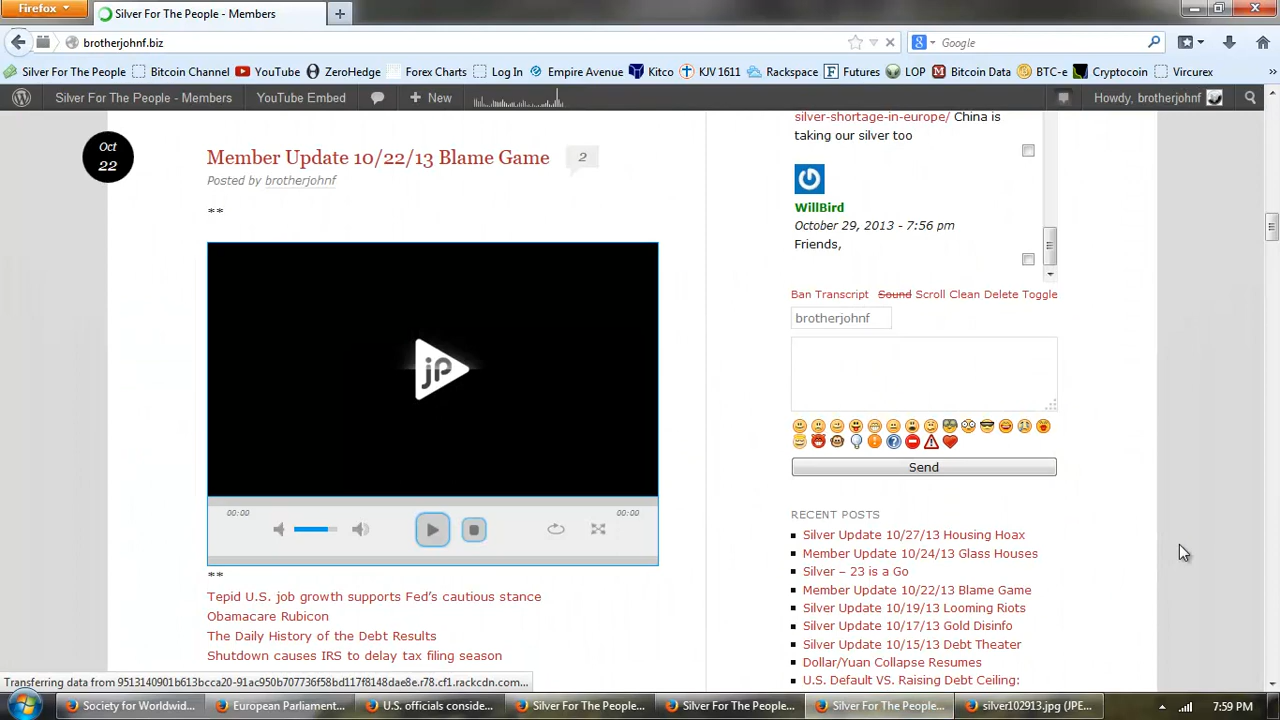 Firefox
Silver For The People - Members
brotherjohnf.biz
Google
Silver For The People
Bitcoin Channel
YouTube
ZeroHedge
Forex Charts
Log In
Empire Avenue
Kitco
KJV 1611
Rackspace
Futures
LOP
Bitcoin Data
BTC-e
Cryptocoin
Vircurex
Silver For The People - Members
YouTube Embed
New
Howdy, brotherjohnf
Oct
22
Member Update 10/22/13 Blame Game
2
Posted by brotherjohnf
**
jp
00:00
00:00
**
Tepid U.S. job growth supports Fed's cautious stance
Obamacare Rubicon
The Daily History of the Debt Results
Shutdown causes IRS to delay tax filing season
silver-shortage-in-europe/ China is
taking our silver too
WillBird
October 29, 2013 - 7:56 pm
Friends,
Ban Transcript Sound Scroll Clean Delete Toggle
brotherjohnf
Send
RECENT POSTS
Silver Update 10/27/13 Housing Hoax
Member Update 10/24/13 Glass Houses
Silver – 23 is a Go
Member Update 10/22/13 Blame Game
Silver Update 10/19/13 Looming Riots
Silver Update 10/17/13 Gold Disinfo
Silver Update 10/15/13 Debt Theater
Dollar/Yuan Collapse Resumes
U.S. Default VS. Raising Debt Ceiling:
Transferring data from 9513140901b613bcca20-91ac950b707736f58bd117f8148dae8e.r78.cf1.rackcdn.com...
Society for Worldwid...
European Parliament...
U.S. officials conside...
Silver For The People...
Silver For The People...
Silver For The People...
silver102913.jpg (JPE...
7:59 PM